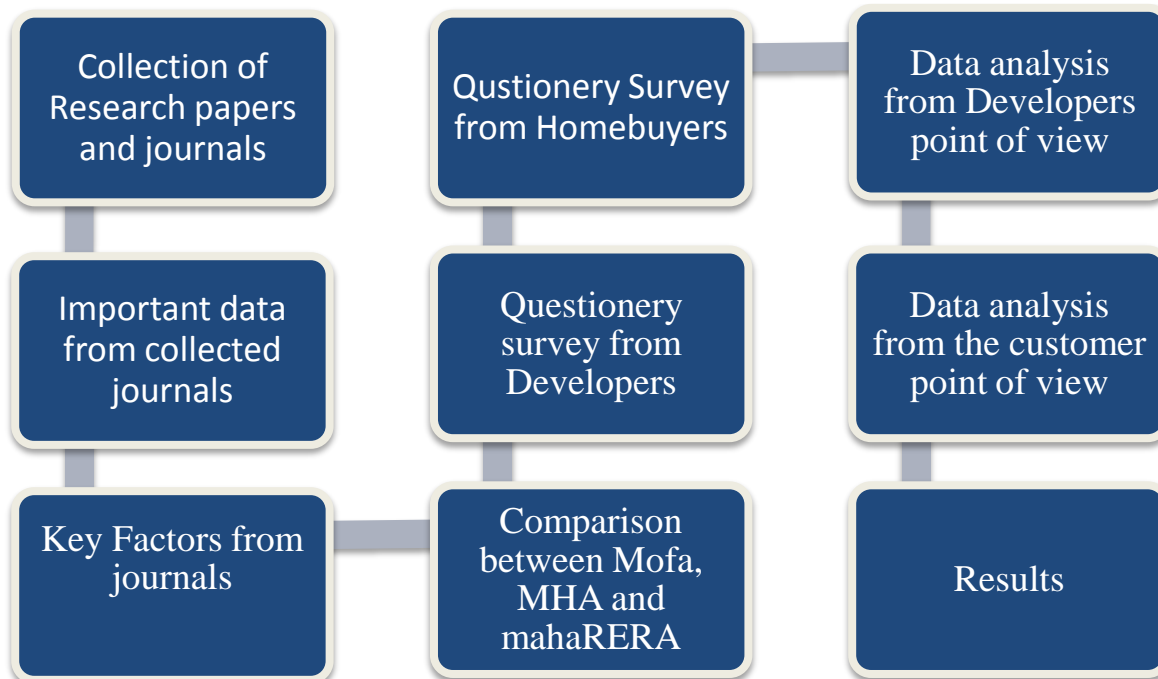 Collection of
Research papers
and journals
Important data
from collected
journals
Key Factors from
journals
Comparison
between Mofa,
MHA and
mahaRERA
Questionery
survey from
Developers
Qustionery Survey
from Homebuyers
Data analysis
from Developers
point of view
Data analysis
from the customer
point of view
Results